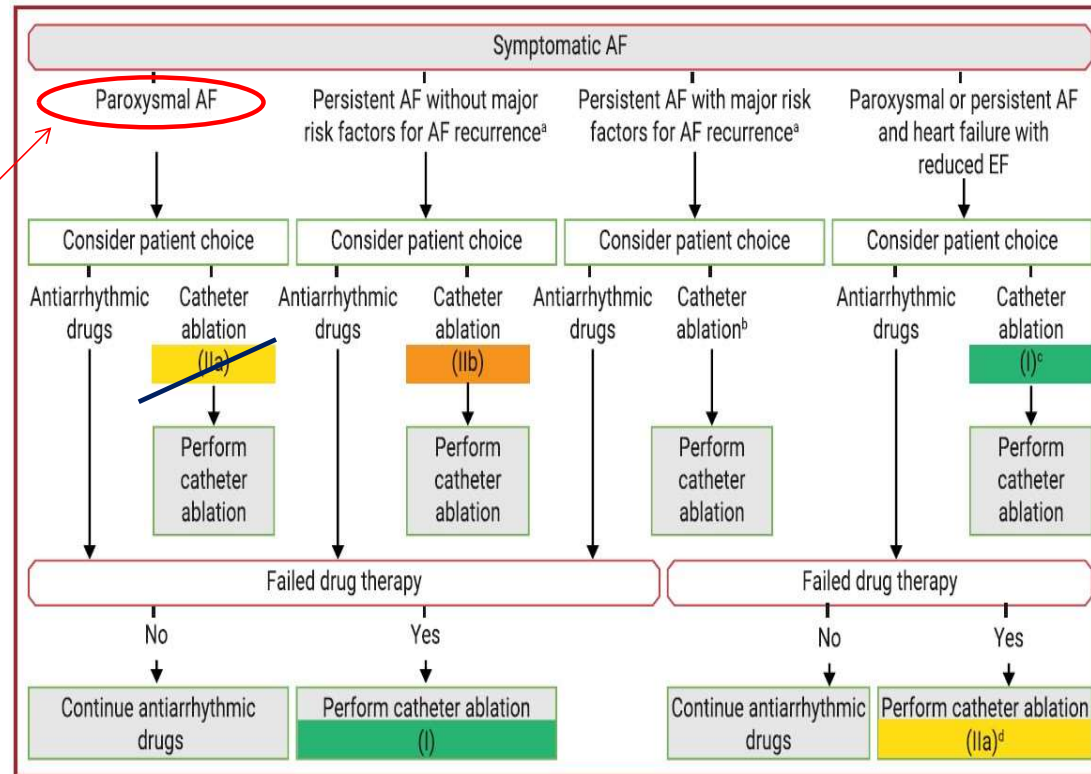 Symptomatic AF
Paroxysmal AF
Persistent AF without major
risk factors for AF recurrenceᵃ
Persistent AF with major risk
factors for AF recurrenceᵃ
Paroxysmal or persistent AF
and heart failure with
reduced EF
Consider patient choice
Consider patient choice
Consider patient choice
Consider patient choice
Antiarrhythmic
drugs
Catheter
ablation
(IIa)
Antiarrhythmic
drugs
Catheter
ablation
(IIb)
Antiarrhythmic
drugs
Catheter
ablationᵇ
Antiarrhythmic
drugs
Catheter
ablation
(I)ᶜ
Perform
catheter
ablation
Perform
catheter
ablation
Perform
catheter
ablation
Perform
catheter
ablation
Failed drug therapy
Failed drug therapy
No
Yes
No
Yes
Continue antiarrhythmic
drugs
Perform catheter ablation
(I)
Continue antiarrhythmic
drugs
Perform catheter ablation
(IIa)ᵈ